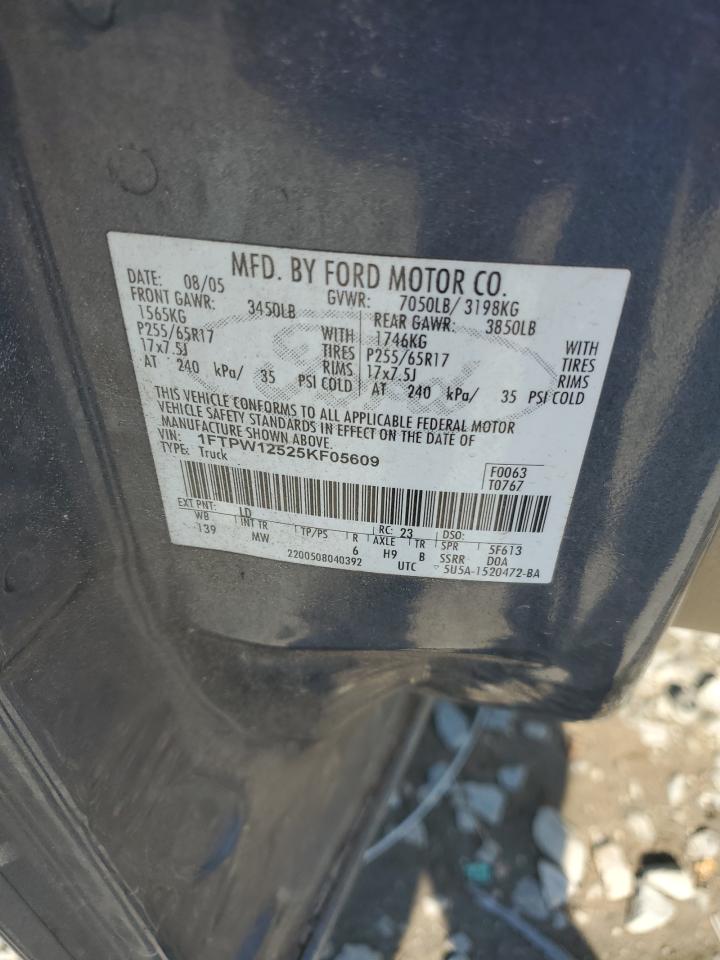 MFD. BY FORD MOTOR CO.
DATE: 08/05 GVWR: 7050LB/ 3198KG
FRONT GAWR: 3450LB REAR GAWR: 3850LB
1565KG WITH 1746KG WITH
P255/65R17 TIRES P255/65R17 TIRES
17x7.5J RIMS 17x7.5J RIMS
AT 240 kPa/ 35 PSI COLD AT 240 kPa/ 35 PSI COLD
THIS VEHICLE CONFORMS TO ALL APPLICABLE FEDERAL MOTOR
VEHICLE SAFETY STANDARDS IN EFFECT ON THE DATE OF
MANUFACTURE SHOWN ABOVE.
VIN: 1FTPW12525KF05609
TYPE: Truck F0063
T0767
EXT PNT: LD RC: 23 DSO:
WB INT TR TP/PS R AXLE TR SPR 5F613
139 MW 6 H9 B SSRR D0A
2200508040392 UTC 5U5A-1520472-BA